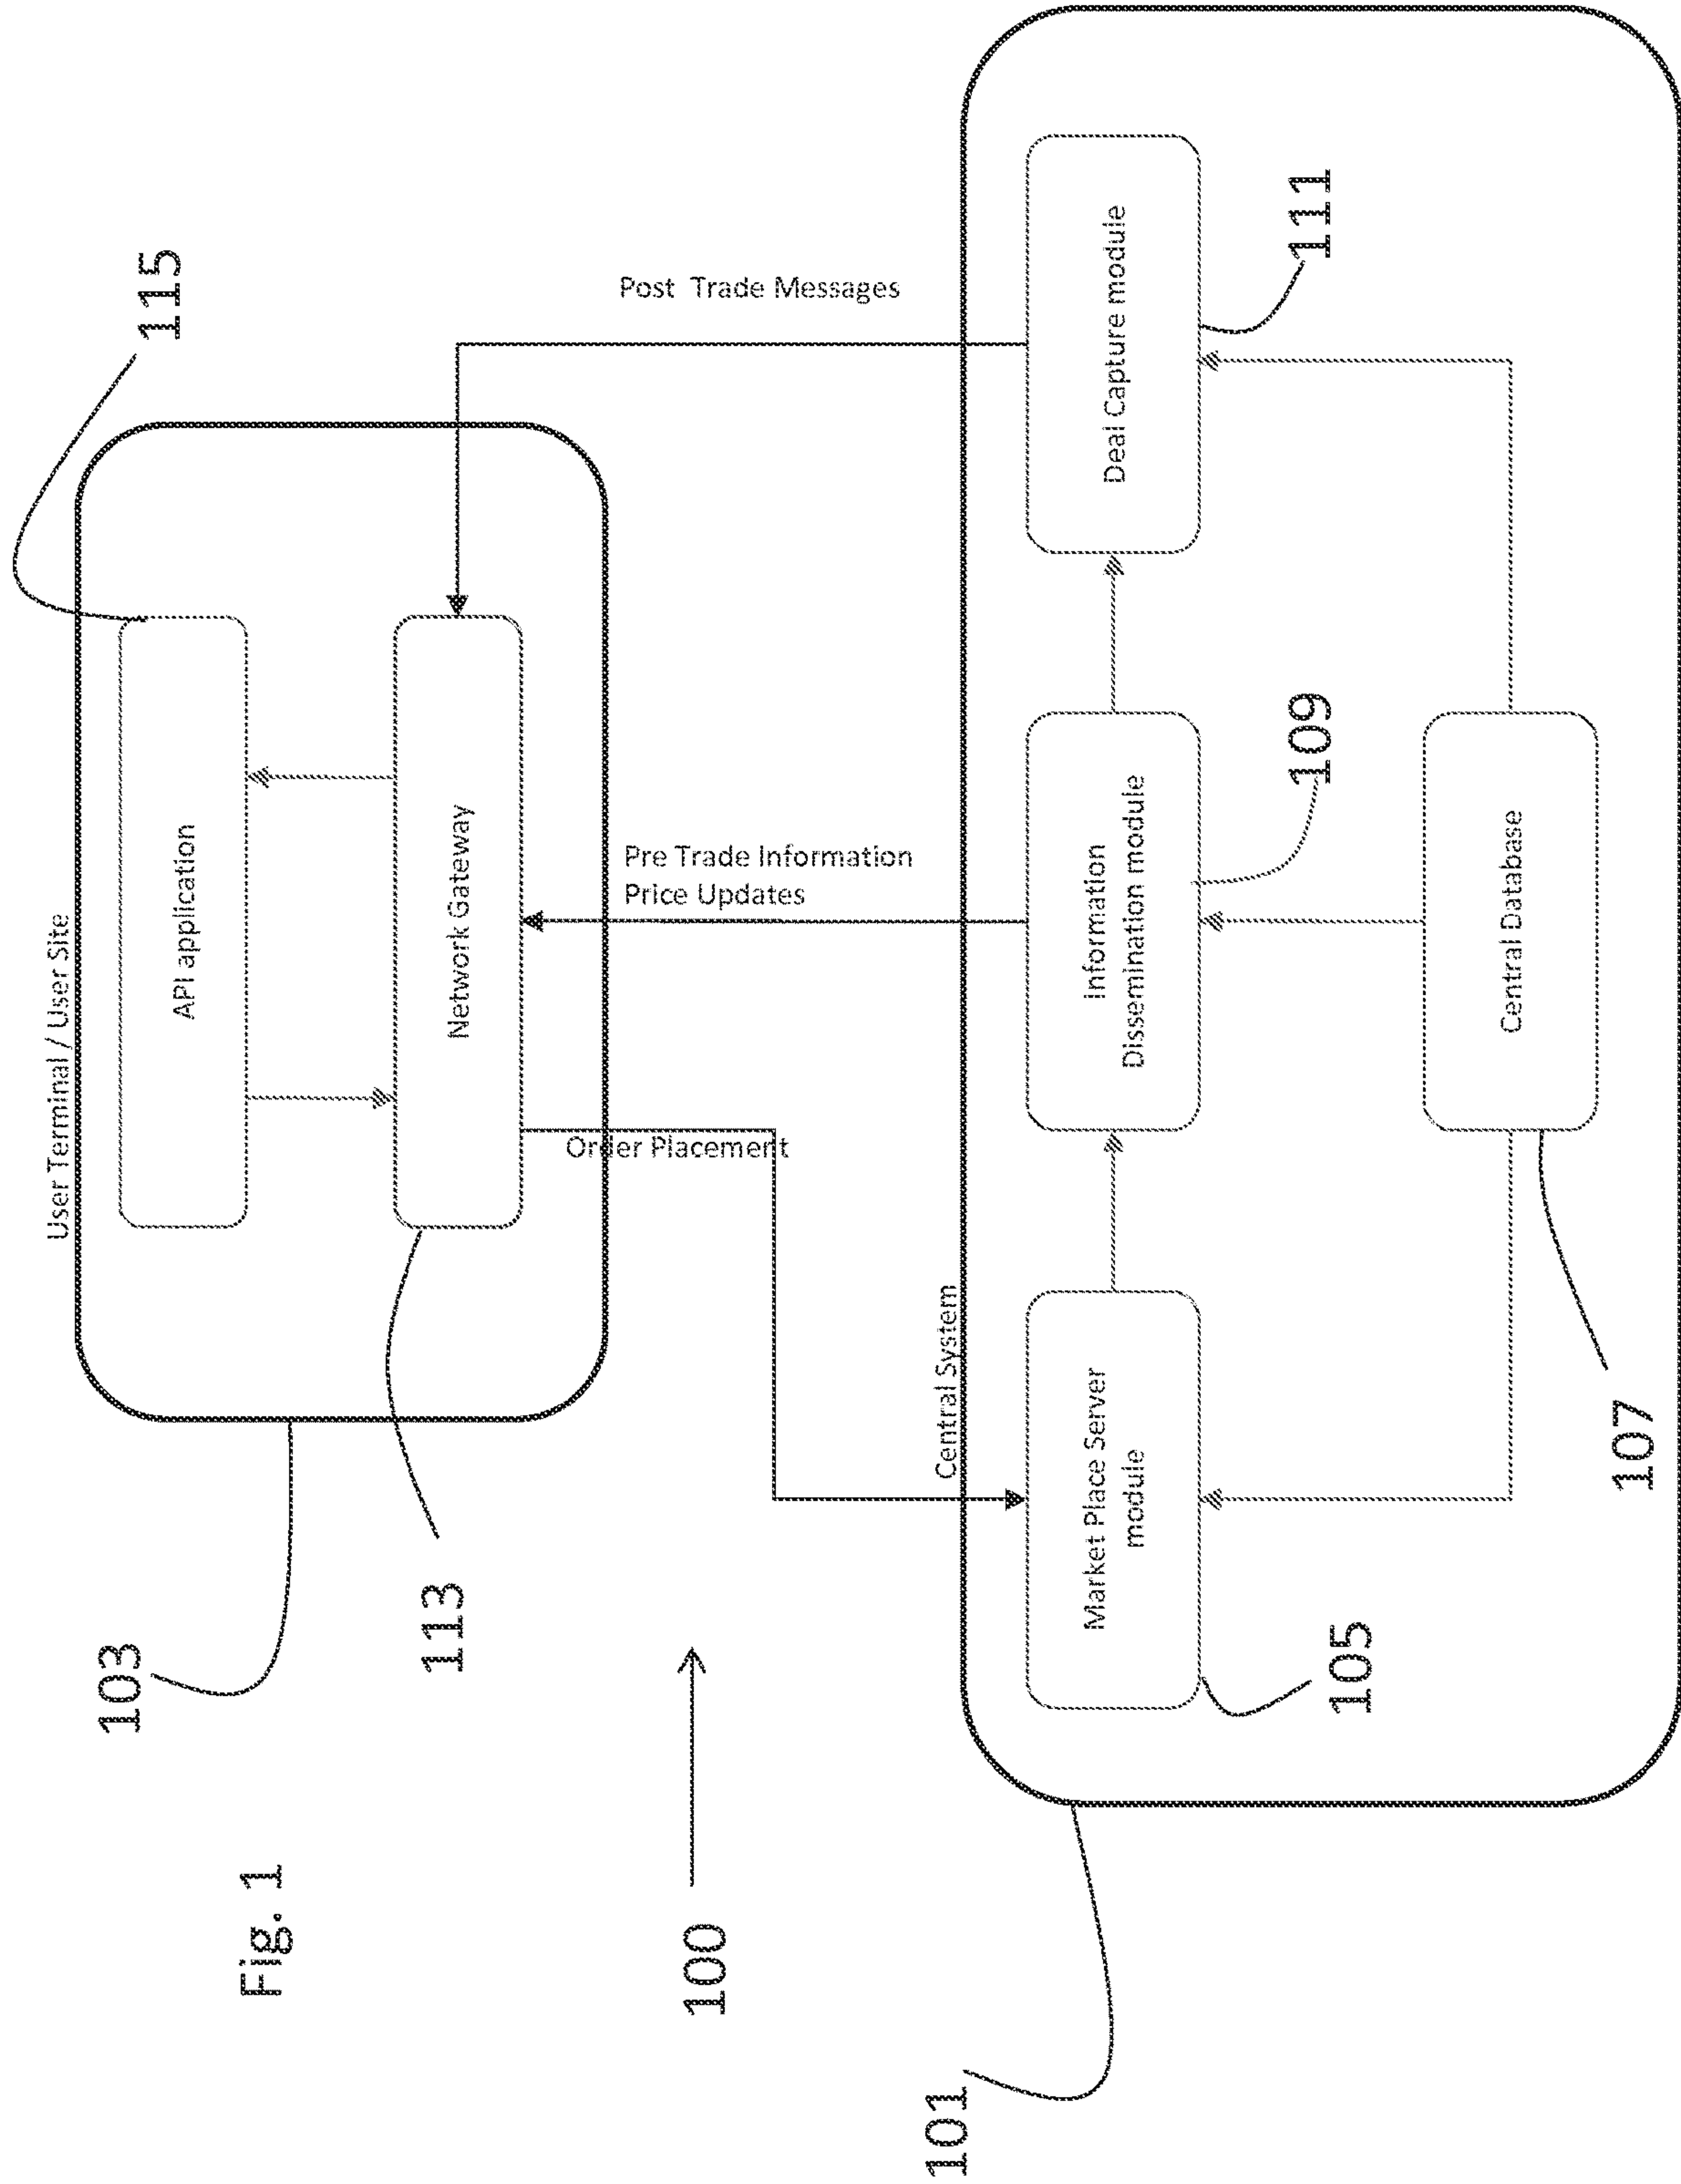 Fig. 1
100
101
103
User Terminal / User Site
115
API application
Network Gateway
113
Order Placement
Pre Trade Information
Price Updates
Post Trade Messages
Central System
Market Place Server
module
105
Information
Dissemination module
109
Deal Capture module
111
Central Database
107